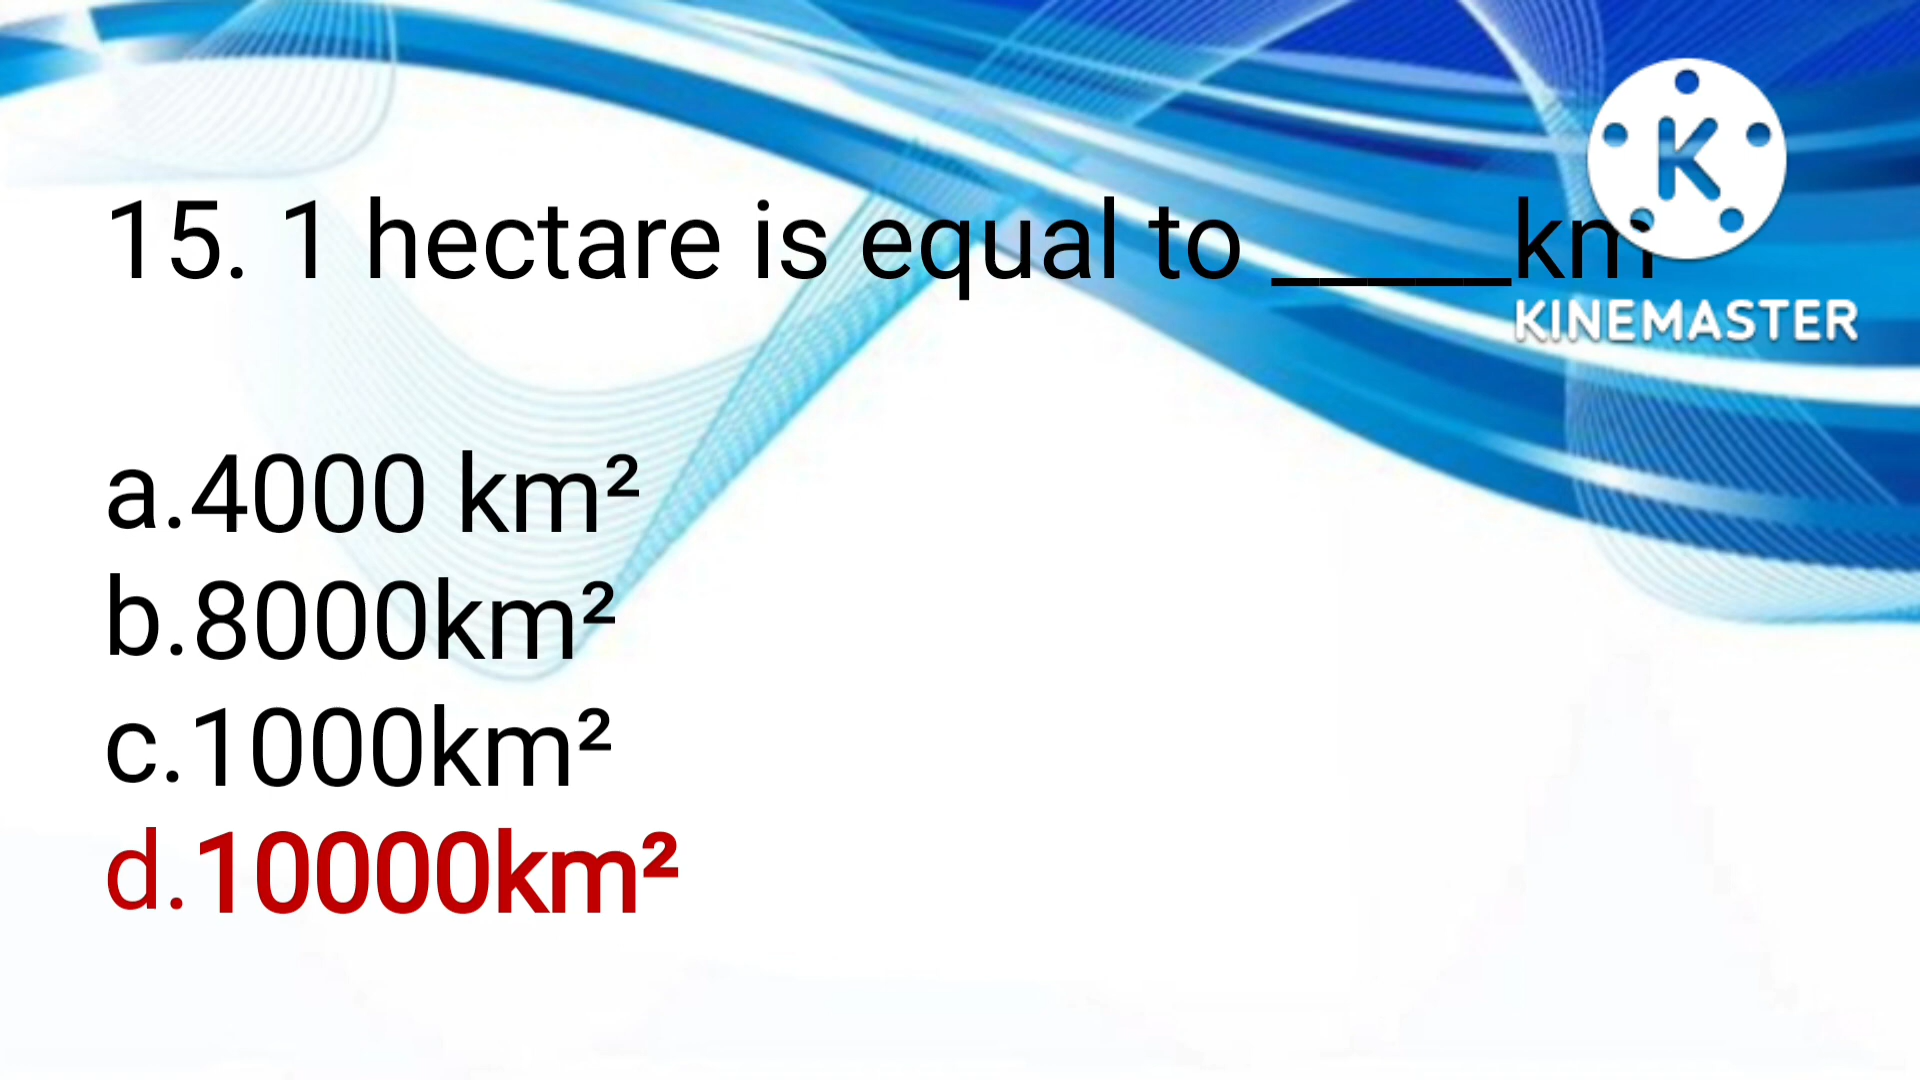 15. 1 hectare is equal to _____km
KINEMASTER
a.4000 km²
b.8000km²
c.1000km²
d.10000km²